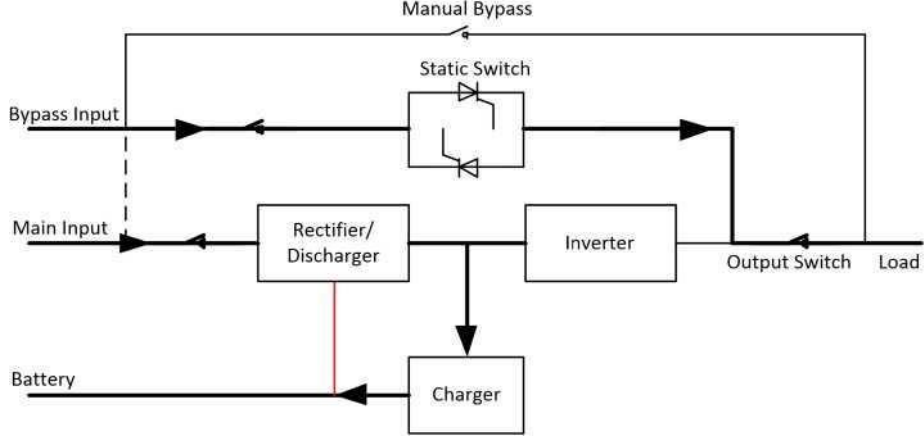 Manual Bypass
Static Switch
Bypass Input
Main Input
Rectifier/
Discharger
Inverter
Output Switch
Load
Battery
Charger